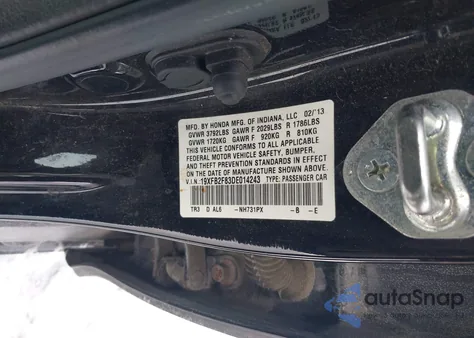 MFD. BY HONDA MFG. OF INDIANA, LLC 02/'13
GVWR 3792LBS GAWR F 2029LBS R 1785LBS
GVWR 1720KG GAWR F 920KG R 810KG
THIS VEHICLE CONFORMS TO ALL APPLICABLE
FEDERAL MOTOR VEHICLE SAFETY, BUMPER,
AND THEFT PREVENTION STANDARDS IN EFFECT
ON THE DATE OF MANUFACTURE SHOWN ABOVE.
V.I.N.:19XFB2F83DE014243 TYPE: PASSENGER CAR
TR3 D AL6 -NH731PX -B -E
autoSnap